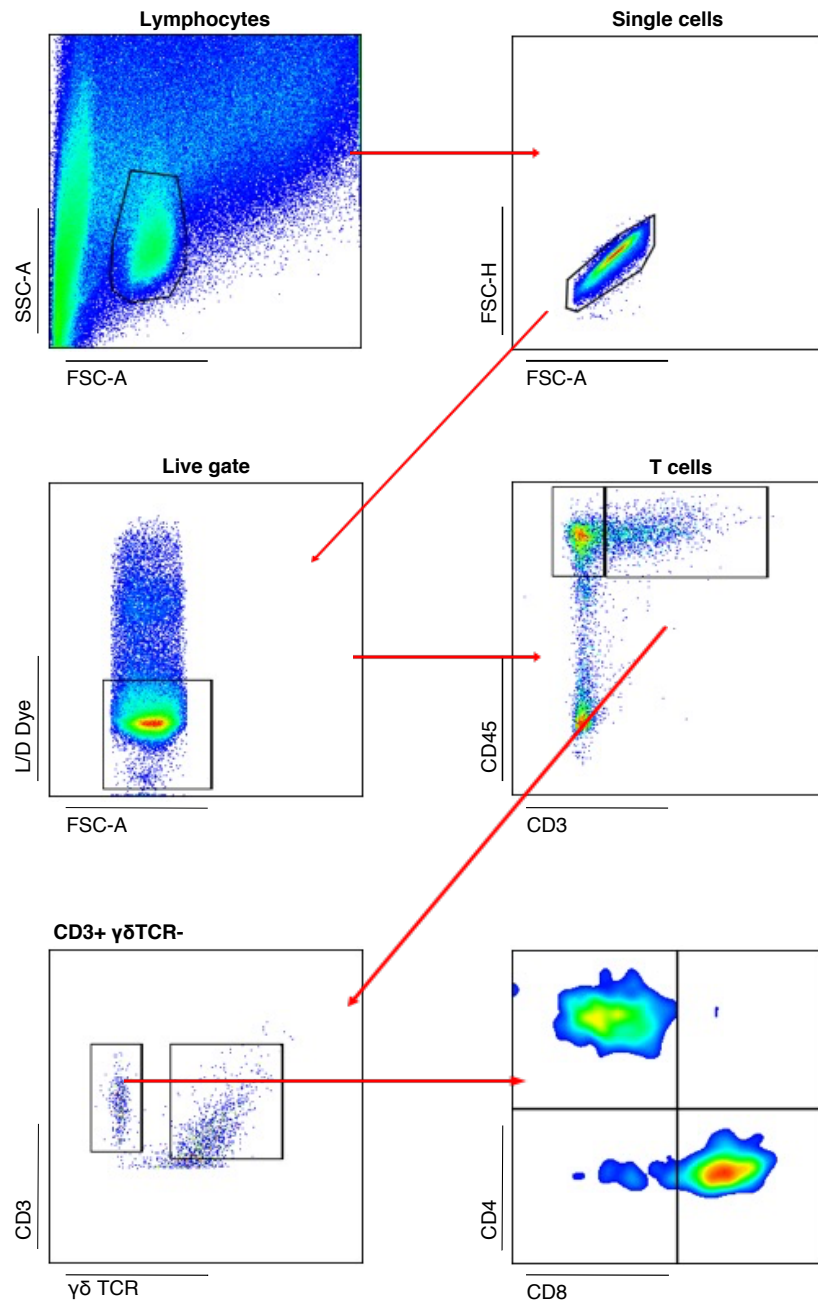 Lymphocytes
Single cells
SSC-A
FSC-A
FSC-H
FSC-A
Live gate
T cells
L/D Dye
FSC-A
CD45
CD3
CD3+ γδTCR-
CD3
γδ TCR
CD4
CD8